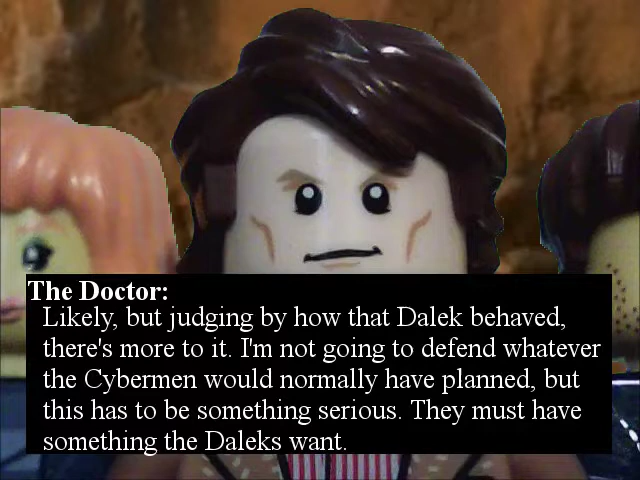 The Doctor:
Likely, but judging by how that Dalek behaved,
there's more to it. I'm not going to defend whatever
the Cybermen would normally have planned, but
this has to be something serious. They must have
something the Daleks want.